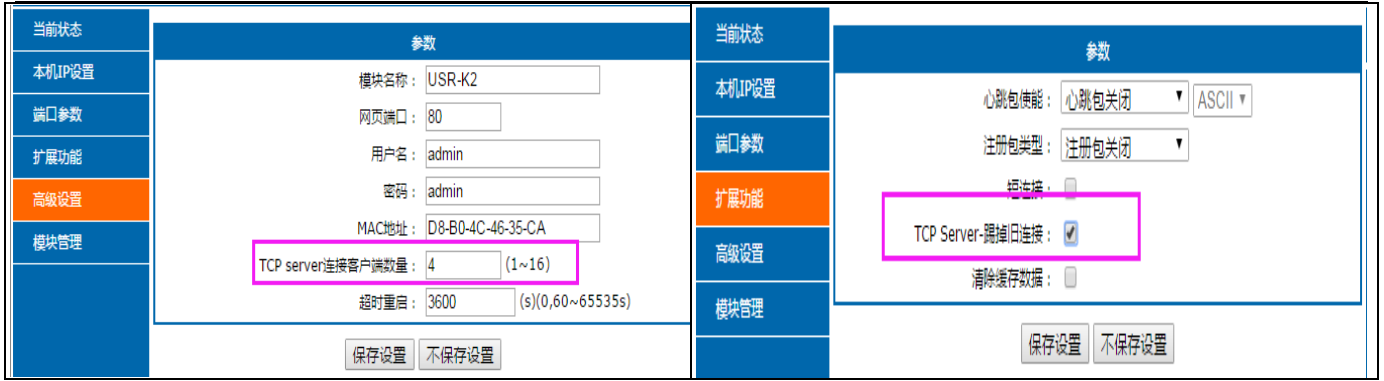 当前状态
本机IP设置
端口参数
扩展功能
高级设置
模块管理
参数
模块名称： USR-K2
网页端口： 80
用户名： admin
密码： admin
MAC地址： D8-B0-4C-46-35-CA
TCP server连接客户端数量： 4 (1~16)
超时重启： 3600 (s)(0,60~65535s)
保存设置 不保存设置
当前状态
本机IP设置
端口参数
扩展功能
高级设置
模块管理
参数
心跳包使能： 心跳包关闭 ASCII
注册包类型： 注册包关闭
短连接：
TCP Server-踢掉旧连接：
清除缓存数据：
保存设置 不保存设置